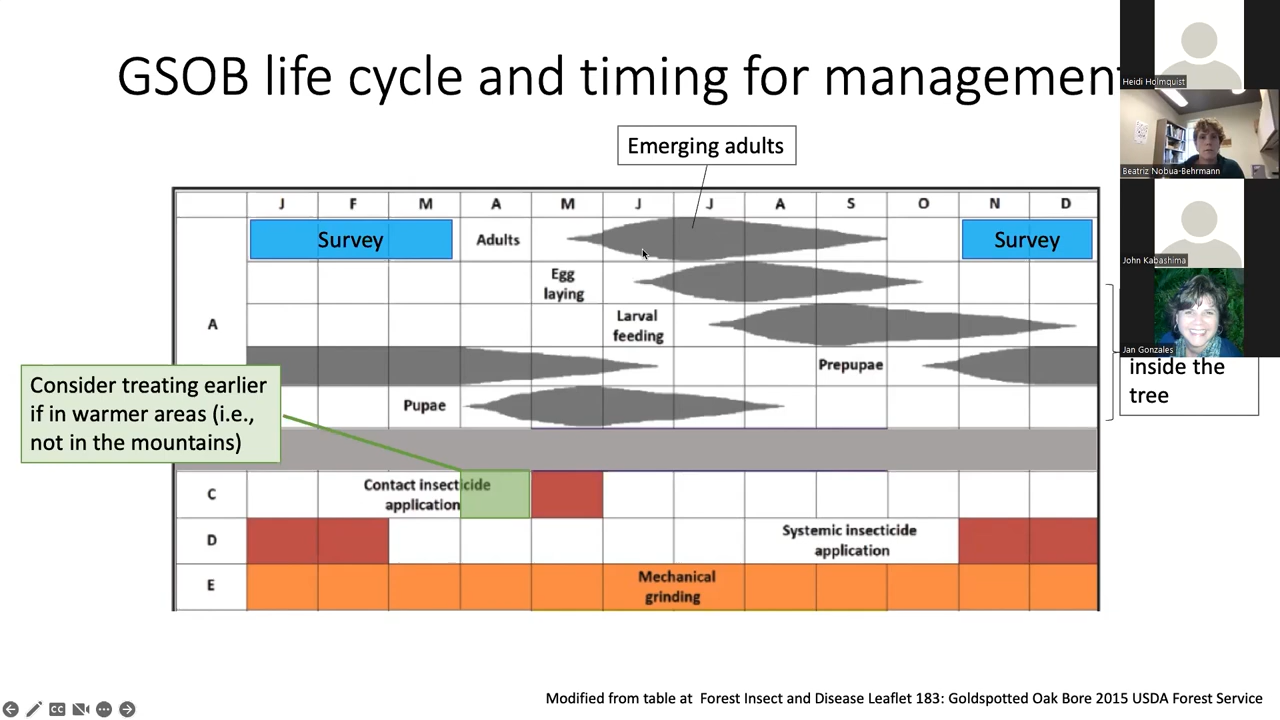 GSOB life cycle and timing for management
Heidi Holmquist
Beatriz Nobua-Behrmann
John Kabashima
Jan Gonzales
Emerging adults
J F M A M J J A S O N D
Survey
Adults
Survey
Egg
laying
A
Larval
feeding
Prepupae
inside the
tree
Consider treating earlier
if in warmer areas (i.e.,
not in the mountains)
Pupae
C
Contact insecticide
application
D
Systemic insecticide
application
E
Mechanical
grinding
Modified from table at Forest Insect and Disease Leaflet 183: Goldspotted Oak Bore 2015 USDA Forest Service
CC